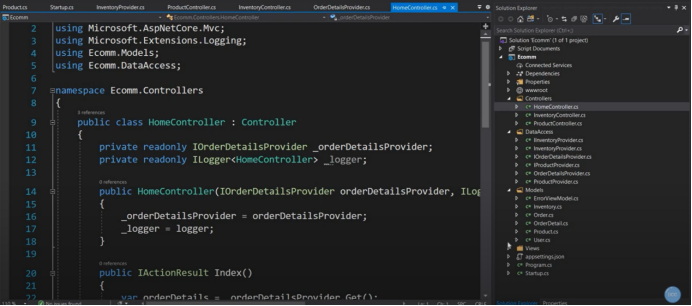 Product.cs Startup.cs InventoryProvider.cs ProductController.cs InventoryController.cs OrderDetailsProvider.cs HomeController.cs
Ecomm Ecomm.Controllers.HomeController _orderDetailsProvider
2 using Microsoft.AspNetCore.Mvc;
3 using Microsoft.Extensions.Logging;
4 using Ecomm.Models;
5 using Ecomm.DataAccess;
6
7 namespace Ecomm.Controllers
8 {
0 references
9 public class HomeController : Controller
10 {
11 private readonly IOrderDetailsProvider _orderDetailsProvider;
12 private readonly ILogger<HomeController> _logger;
13
0 references
14 public HomeController(IOrderDetailsProvider orderDetailsProvider, ILog
15 {
16 _orderDetailsProvider = orderDetailsProvider;
17 _logger = logger;
18 }
19
0 references
20 public IActionResult Index()
21 {
22 var orderDetails = _orderDetailsProvider.Get();
110 % No issues found Ln: 5 Ch: 1 SPC CRLF
Solution Explorer
Search Solution Explorer (Ctrl+;)
Solution 'Ecomm' (1 of 1 project)
Script Documents
Ecomm
Connected Services
Dependencies
Properties
wwwroot
Controllers
C# HomeController.cs
C# InventoryController.cs
C# ProductController.cs
DataAccess
C# IInventoryProvider.cs
C# InventoryProvider.cs
C# IOrderDetailsProvider.cs
C# IProductProvider.cs
C# OrderDetailsProvider.cs
C# ProductProvider.cs
Models
C# ErrorViewModel.cs
C# Inventory.cs
C# Order.cs
C# OrderDetail.cs
C# Product.cs
C# User.cs
Views
appsettings.json
C# Program.cs
C# Startup.cs
Solution Explorer Properties